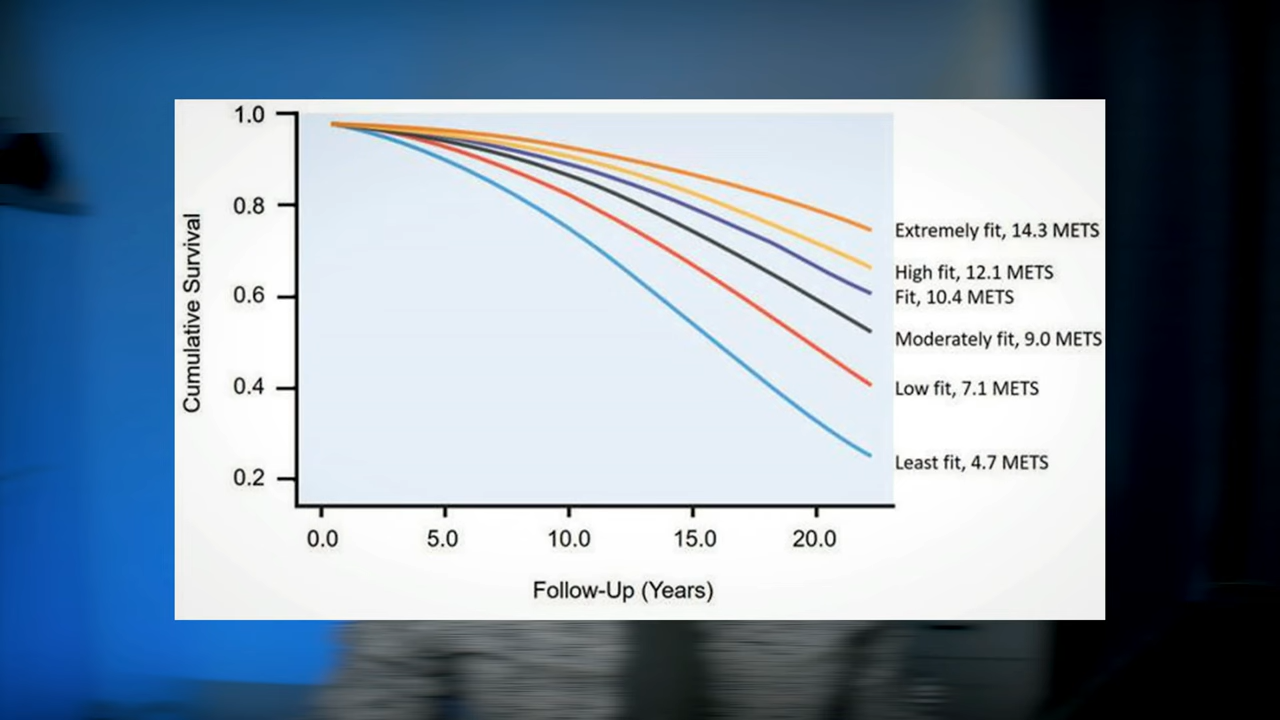 1.0
0.8
0.6
0.4
0.2
Cumulative Survival
Extremely fit, 14.3 METS
High fit, 12.1 METS
Fit, 10.4 METS
Moderately fit, 9.0 METS
Low fit, 7.1 METS
Least fit, 4.7 METS
0.0 5.0 10.0 15.0 20.0
Follow-Up (Years)